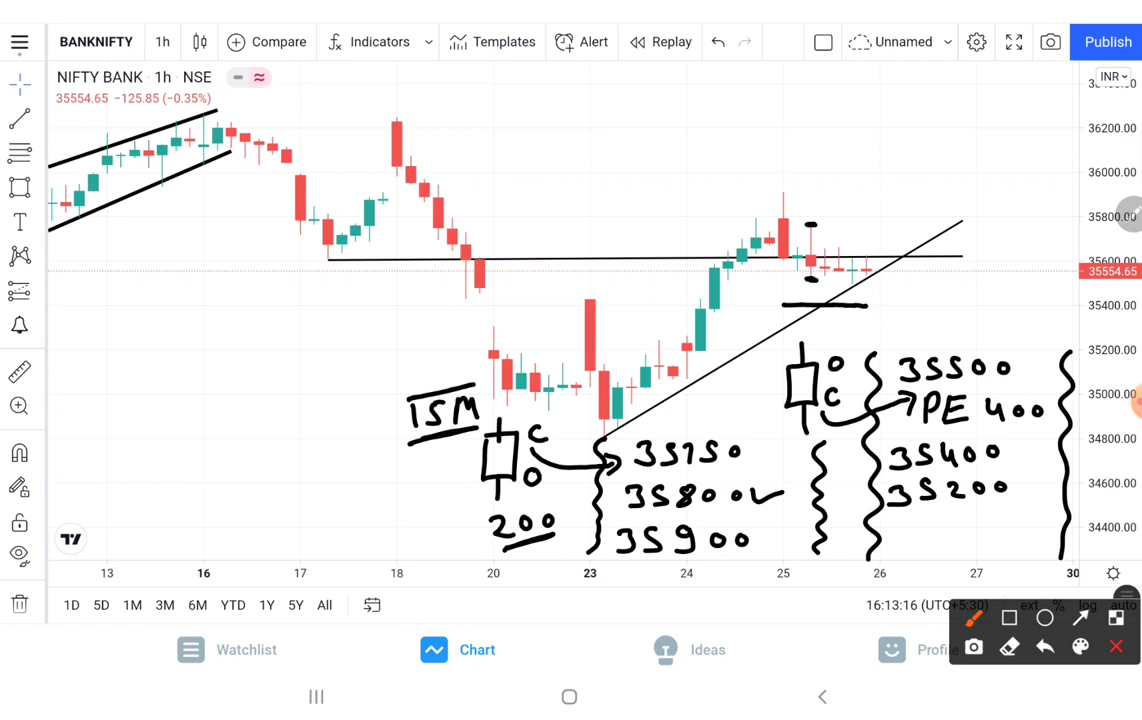 BANKNIFTY 1h Compare Indicators Templates Alert Replay Unnamed Publish
NIFTY BANK · 1h · NSE
35554.65 −125.85 (−0.35%)
INR
36200.00
36000.00
35800.00
35600.00
35554.65
35400.00
35200.00
35000.00
34800.00
34600.00
34400.00
15M
C
O
200
35750
35800
35900
O
C
35500
PE 400
35400
35200
13 16 17 18 20 23 24 25 26 27 30
1D 5D 1M 3M 6M YTD 1Y 5Y All 16:13:16 (UTC+5:30) ext % log auto
Watchlist Chart Ideas